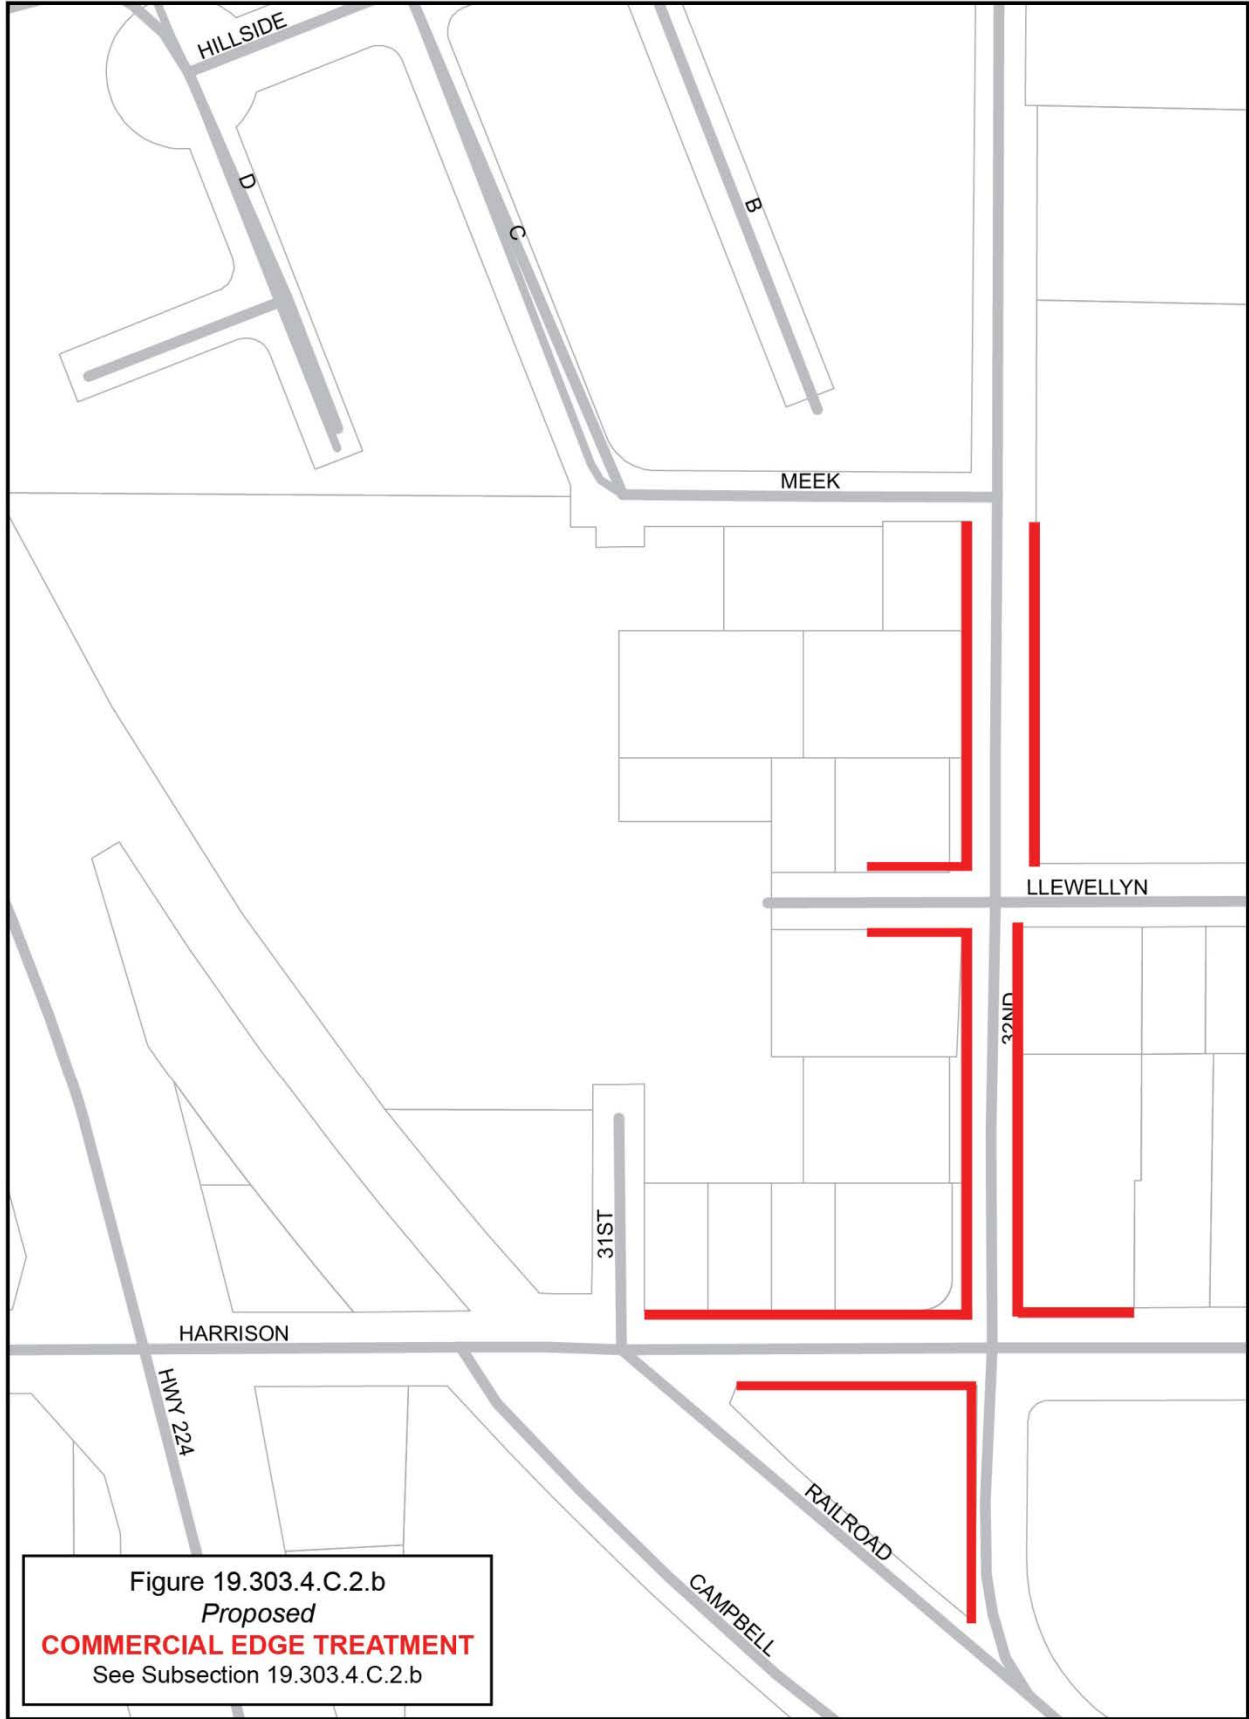 HILLSIDE
D
C
B
MEEK
LLEWELLYN
32ND
31ST
HARRISON
HWY 224
RAILROAD
CAMPBELL
Figure 19.303.4.C.2.b
Proposed
COMMERCIAL EDGE TREATMENT
See Subsection 19.303.4.C.2.b